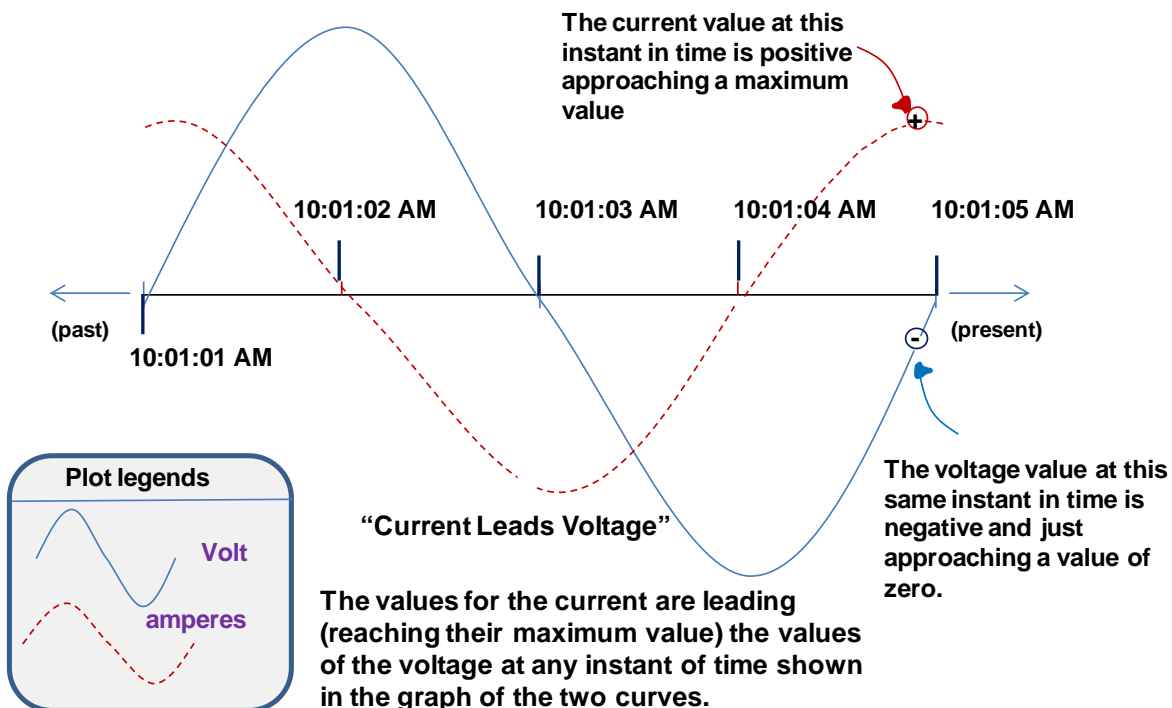 The current value at this
instant in time is positive
approaching a maximum
value
+
10:01:02 AM
10:01:03 AM
10:01:04 AM
10:01:05 AM
(past)
(present)
10:01:01 AM
-
Plot legends
Volt
amperes
“Current Leads Voltage”
The voltage value at this
same instant in time is
negative and just
approaching a value of
zero.
The values for the current are leading
(reaching their maximum value) the values
of the voltage at any instant of time shown
in the graph of the two curves.